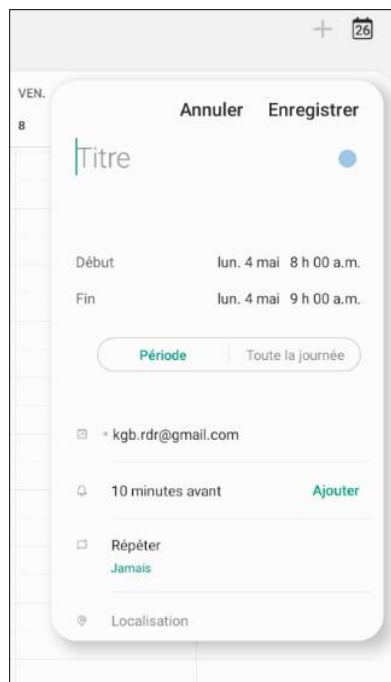 26
VEN.
8
Annuler Enregistrer
Titre
Début lun. 4 mai 8 h 00 a.m.
Fin lun. 4 mai 9 h 00 a.m.
Période Toute la journée
kgb.rdr@gmail.com
10 minutes avant Ajouter
Répéter
Jamais
Localisation